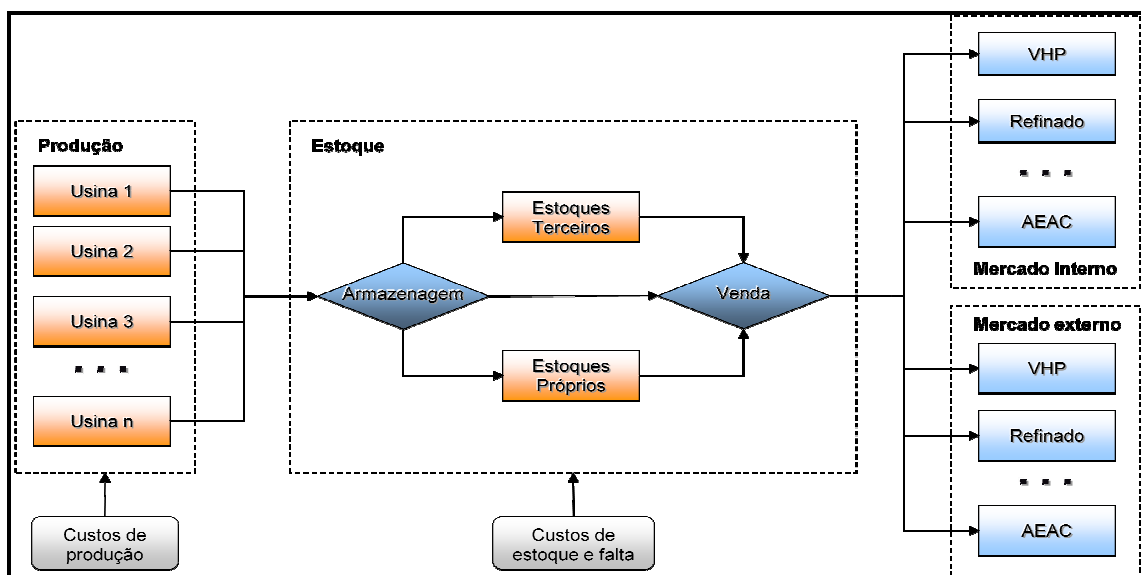 Produção
Usina 1
Usina 2
Usina 3
...
Usina n
Custos de
produção
Estoque
Armazenagem
Estoques
Terceiros
Estoques
Próprios
Venda
Custos de
estoque e falta
VHP
Refinado
...
AEAC
Mercado Interno
Mercado externo
VHP
Refinado
...
AEAC